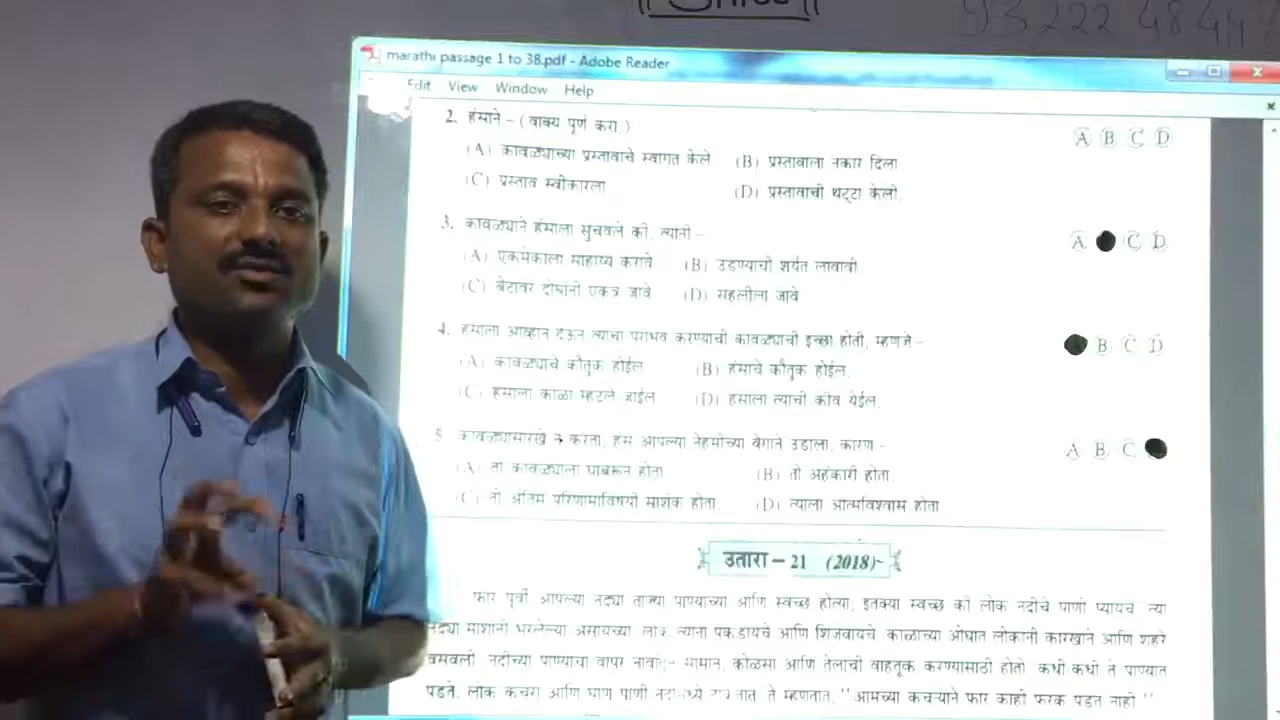 marathi passage 1 to 38.pdf - Adobe Reader
Edit View Window Help
2. हंसाने – ( वाक्य पूर्ण करा. )
A B C D
(A) कावळ्याच्या प्रस्तावाचे स्वागत केले (B) प्रस्तावाला नकार दिला
(C) प्रस्ताव स्वीकारला (D) प्रस्तावाची थट्टा केली.
3. कावळ्याने हंसाला सुचवले की, त्यांनी –
A C D
(A) एकमेकाला साहाय्य करावे (B) उडण्याची शर्यत लावावी
(C) बेटावर दोघांनी एकत्र जावे (D) सहलीला जावे
4. हंसाला आव्हान देऊन त्याचा पराभव करण्याची कावळ्याची इच्छा होती, म्हणजे –
B C D
(A) कावळ्याचे कौतुक होईल (B) हंसाचे कौतुक होईल.
(C) हंसाला काळा म्हटले जाईल (D) हंसाला त्याची कीव येईल.
5. कावळ्यासारखे न करता, हंस आपल्या नेहमीच्या वेगाने उडाला, कारण –
A B C
(A) तो कावळ्याला घाबरून होता (B) तो अहंकारी होता.
(C) तो अंतिम परिणामाविषयी साशंक होता. (D) त्याला आत्मविश्वास होता
उतारा – 21 (2018)
फार पूर्वी आपल्या नद्या ताज्या पाण्याच्या आणि स्वच्छ होत्या. इतक्या स्वच्छ की लोक नदीचे पाणी प्यायचे. त्या
नद्या माशांनी भरलेल्या असायच्या लोक त्यांना पकडायचे आणि शिजवायचे काळाच्या ओघात लोकांनी कारखाने आणि शहरे
वसवली नदीच्या पाण्याचा वापर सामान, कोळसा आणि तेलाची वाहतूक करण्यासाठी होतो कधी कधी ते पाण्यात
पडते. लोक कचरा आणि घाण पाणी ते म्हणतात, "आमच्या कचऱ्याने फार काही फरक पडत नाही"